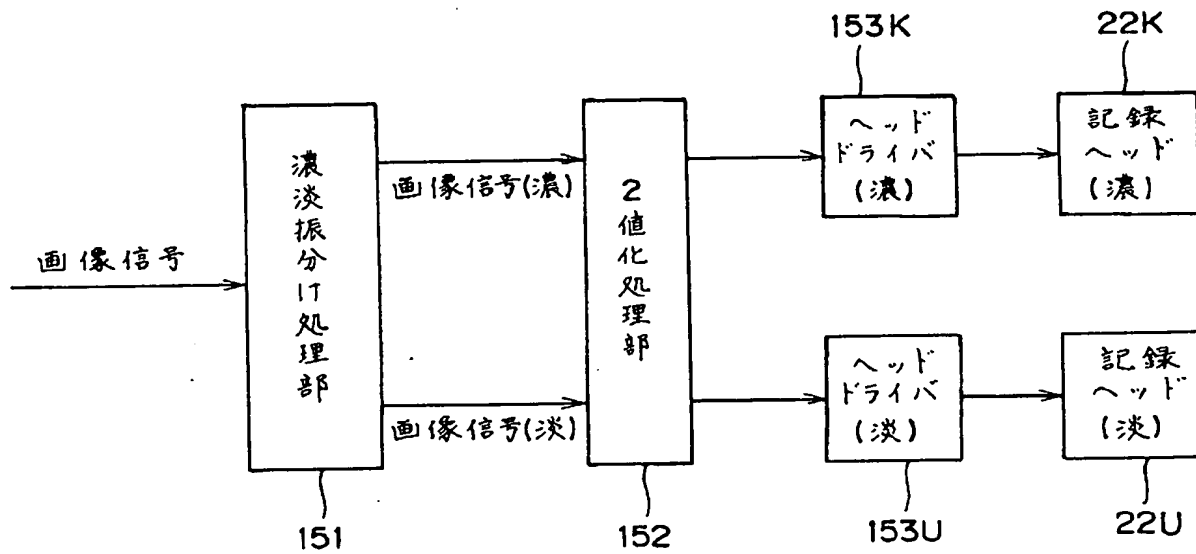 153K
22K
画像信号
濃淡振分け処理部
画像信号(濃)
画像信号(淡)
2値化処理部
ヘッド
ドライバ
(濃)
記録
ヘッド
(濃)
ヘッド
ドライバ
(淡)
記録
ヘッド
(淡)
151
152
153U
22U